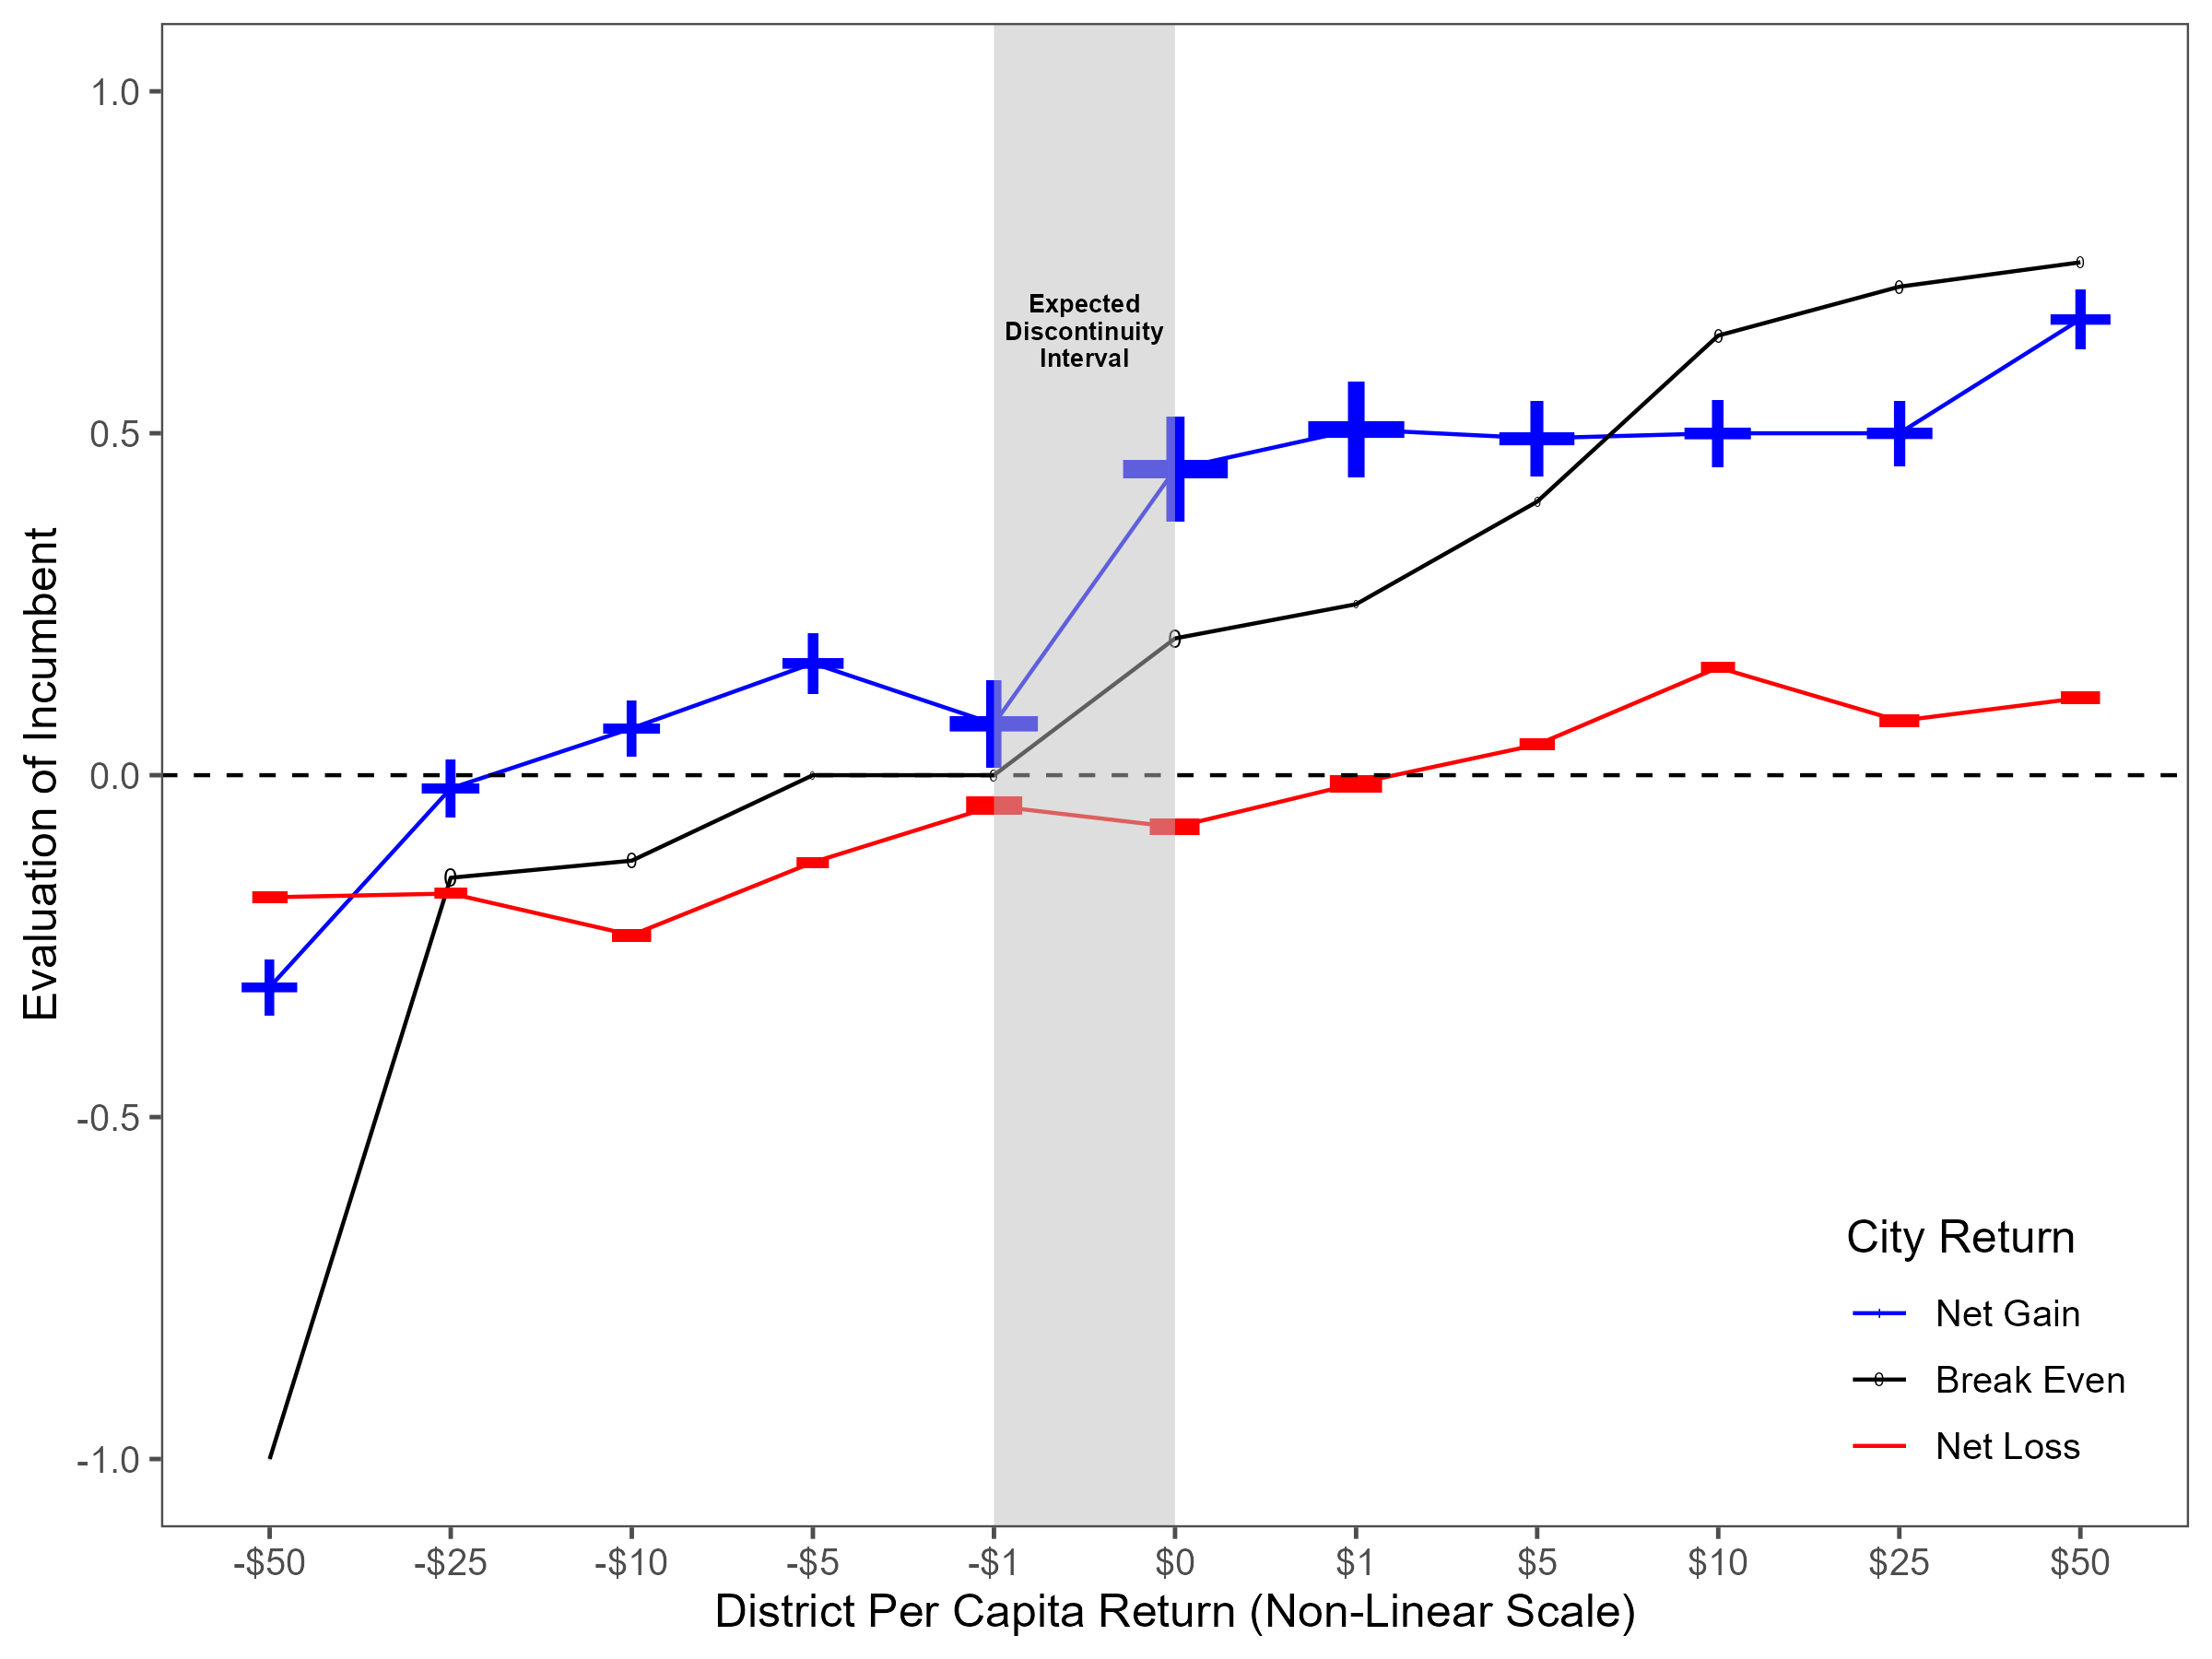 1.0
0.5
0.0
-0.5
-1.0
Evaluation of Incumbent
Expected
Discontinuity
Interval
City Return
Net Gain
Break Even
Net Loss
-$50 -$25 -$10 -$5 -$1 $0 $1 $5 $10 $25 $50
District Per Capita Return (Non-Linear Scale)